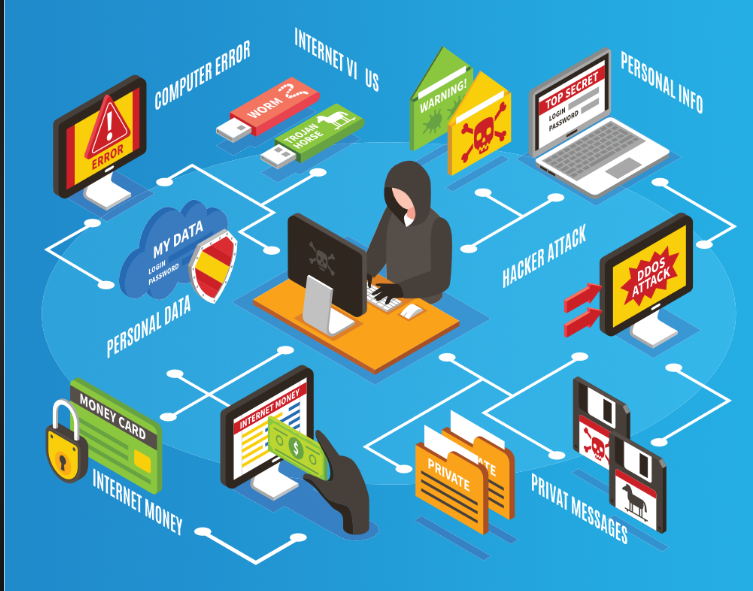 COMPUTER ERROR
INTERNET VI US
PERSONAL INFO
ERROR
WORM
TROJAN
HORSE
WARNING!
TOP SECRET
LOGIN
PASSWORD
MY DATA
LOGIN
PASSWORD
PERSONAL DATA
HACKER ATTACK
DDOS
ATTACK
MONEY CARD
INTERNET MONEY
INTERNET MONEY
$
PRIVATE
ATE
PRIVAT MESSAGES